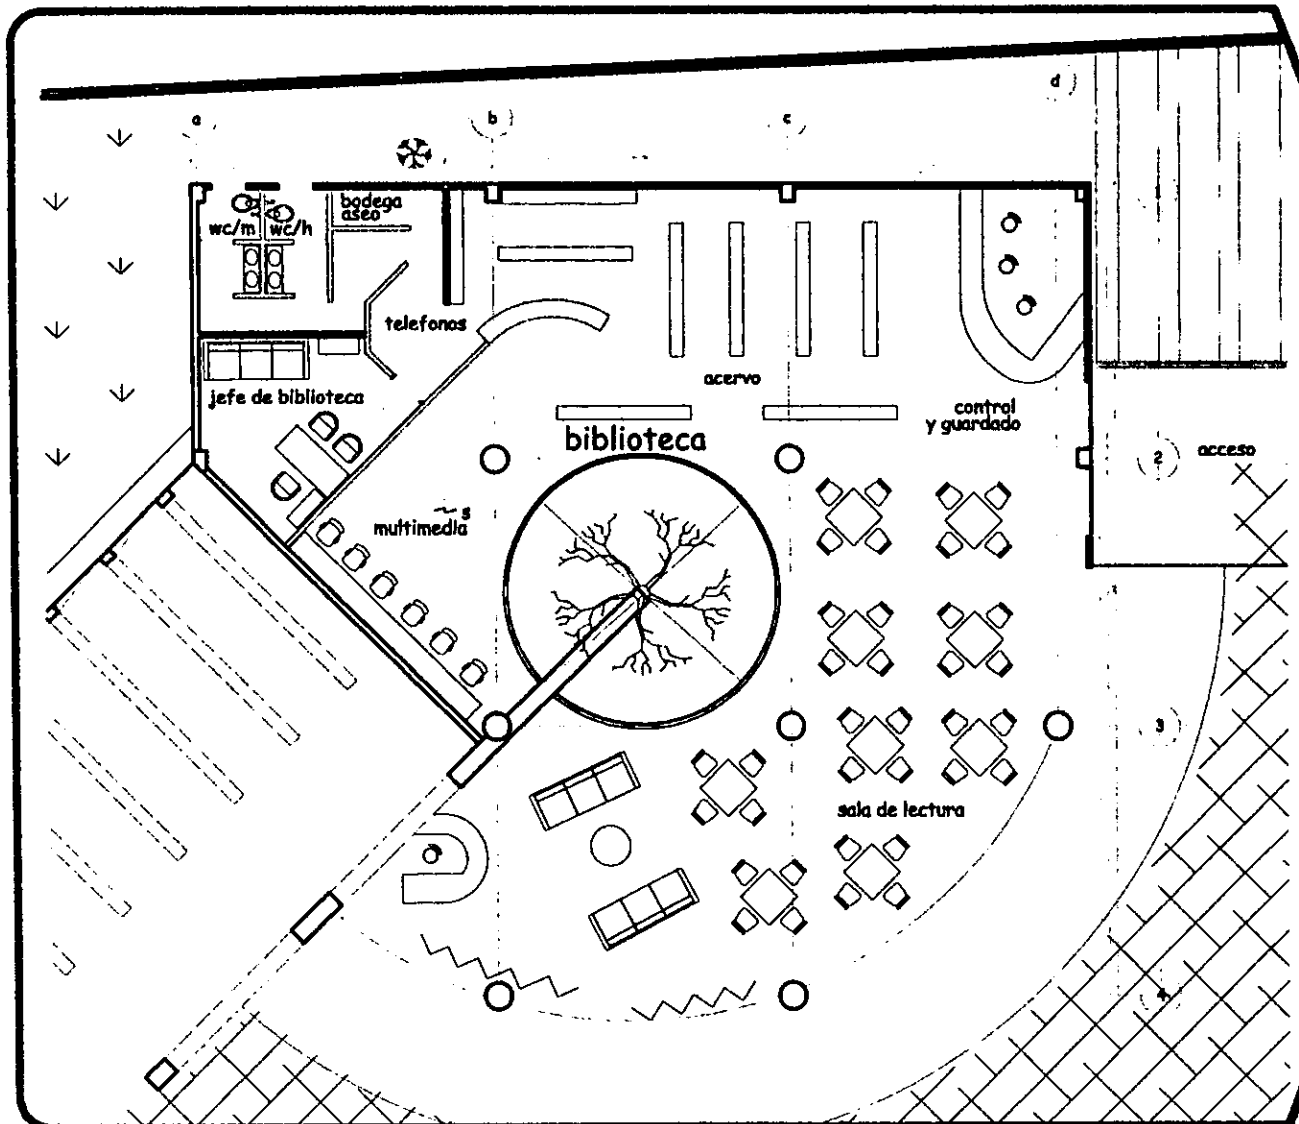 d
a
b
c
bodega
aseo
wc/m
wc/h
telefonos
jefe de biblioteca
acervo
control
y guardado
biblioteca
2
acceso
s
multimedia
3
sala de lectura
4